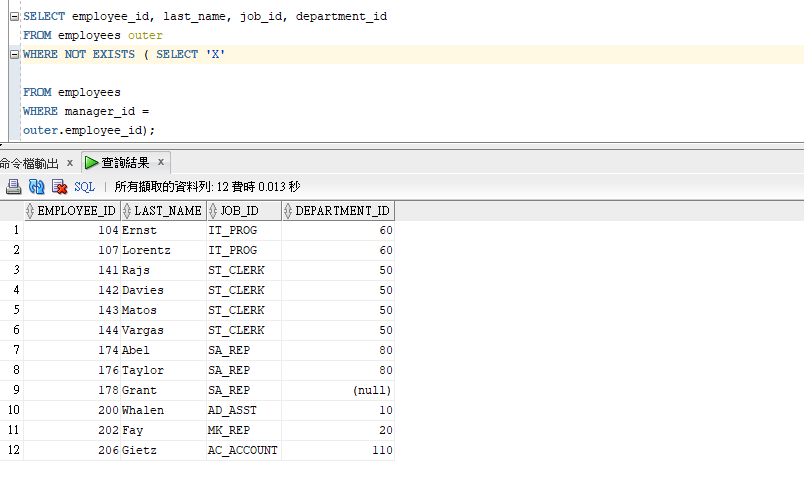 SELECT employee_id, last_name, job_id, department_id
FROM employees outer
WHERE NOT EXISTS ( SELECT 'X'
FROM employees
WHERE manager_id =
outer.employee_id);
命令檔輸出 x 查詢結果 x
SQL | 所有擷取的資料列: 12 費時 0.013 秒
EMPLOYEE_ID LAST_NAME JOB_ID DEPARTMENT_ID
1 104 Ernst IT_PROG 60
2 107 Lorentz IT_PROG 60
3 141 Rajs ST_CLERK 50
4 142 Davies ST_CLERK 50
5 143 Matos ST_CLERK 50
6 144 Vargas ST_CLERK 50
7 174 Abel SA_REP 80
8 176 Taylor SA_REP 80
9 178 Grant SA_REP (null)
10 200 Whalen AD_ASST 10
11 202 Fay MK_REP 20
12 206 Gietz AC_ACCOUNT 110